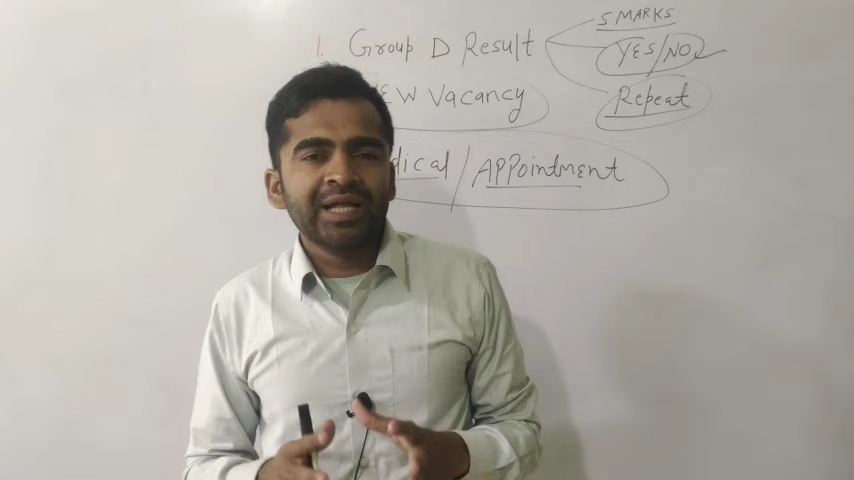 1. Group D Result
5 MARKS
YES/NO
Repeat
EW Vacancy
dical / APPointment